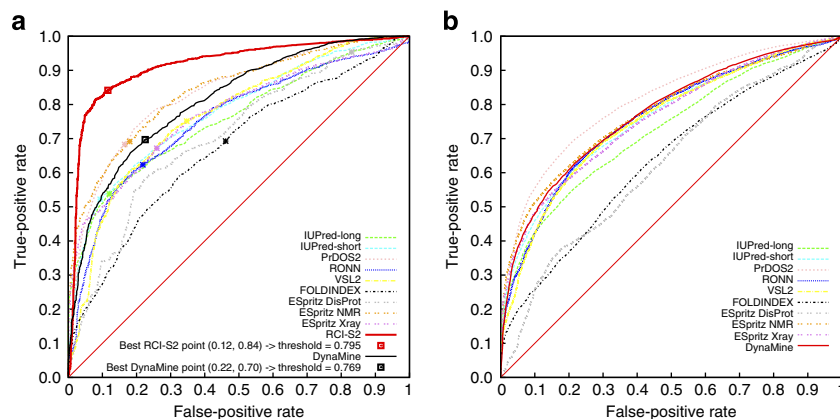 a
True-positive rate
1.0
0.9
0.8
0.7
0.6
0.5
0.4
0.3
0.2
0.1
0.0
IUPred-long
IUPred-short
PrDOS2
RONN
VSL2
FOLDINDEX
ESpritz DisProt
ESpritz NMR
ESpritz Xray
RCI-S2
Best RCI-S2 point (0.12, 0.84) -> threshold = 0.795
DynaMine
Best DynaMine point (0.22, 0.70) -> threshold = 0.769
0 0.1 0.2 0.3 0.4 0.5 0.6 0.7 0.8 0.9 1
False-positive rate
b
True-positive rate
1.0
0.9
0.8
0.7
0.6
0.5
0.4
0.3
0.2
0.1
0.0
IUPred-long
IUPred-short
PrDOS2
RONN
VSL2
FOLDINDEX
ESpritz DisProt
ESpritz NMR
ESpritz Xray
DynaMine
0 0.1 0.2 0.3 0.4 0.5 0.6 0.7 0.8 0.9 1
False-positive rate